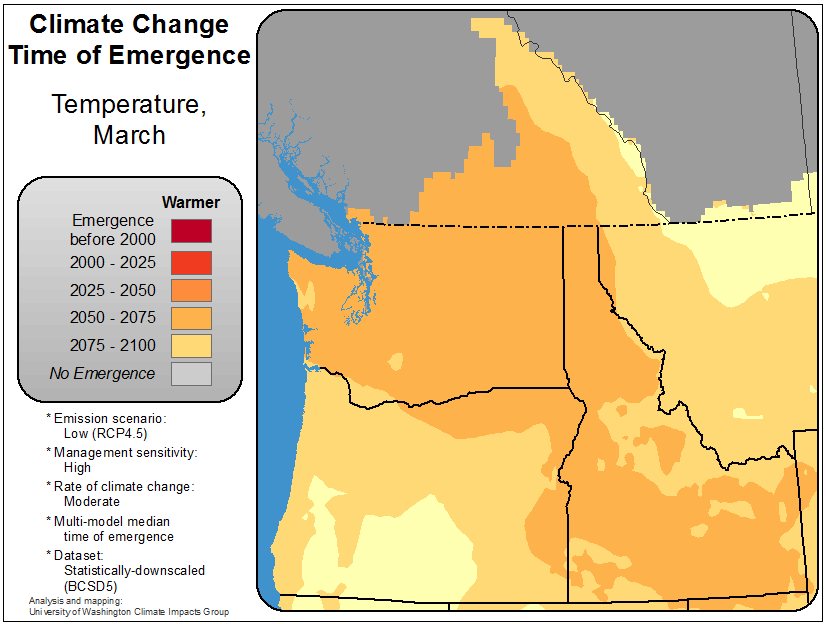 Climate Change
Time of Emergence
Temperature,
March
Warmer
Emergence
before 2000
2000 - 2025
2025 - 2050
2050 - 2075
2075 - 2100
No Emergence
* Emission scenario:
Low (RCP4.5)
* Management sensitivity:
High
* Rate of climate change:
Moderate
* Multi-model median
time of emergence
* Dataset:
Statistically-downscaled
(BCSD5)
Analysis and mapping:
University of Washington Climate Impacts Group